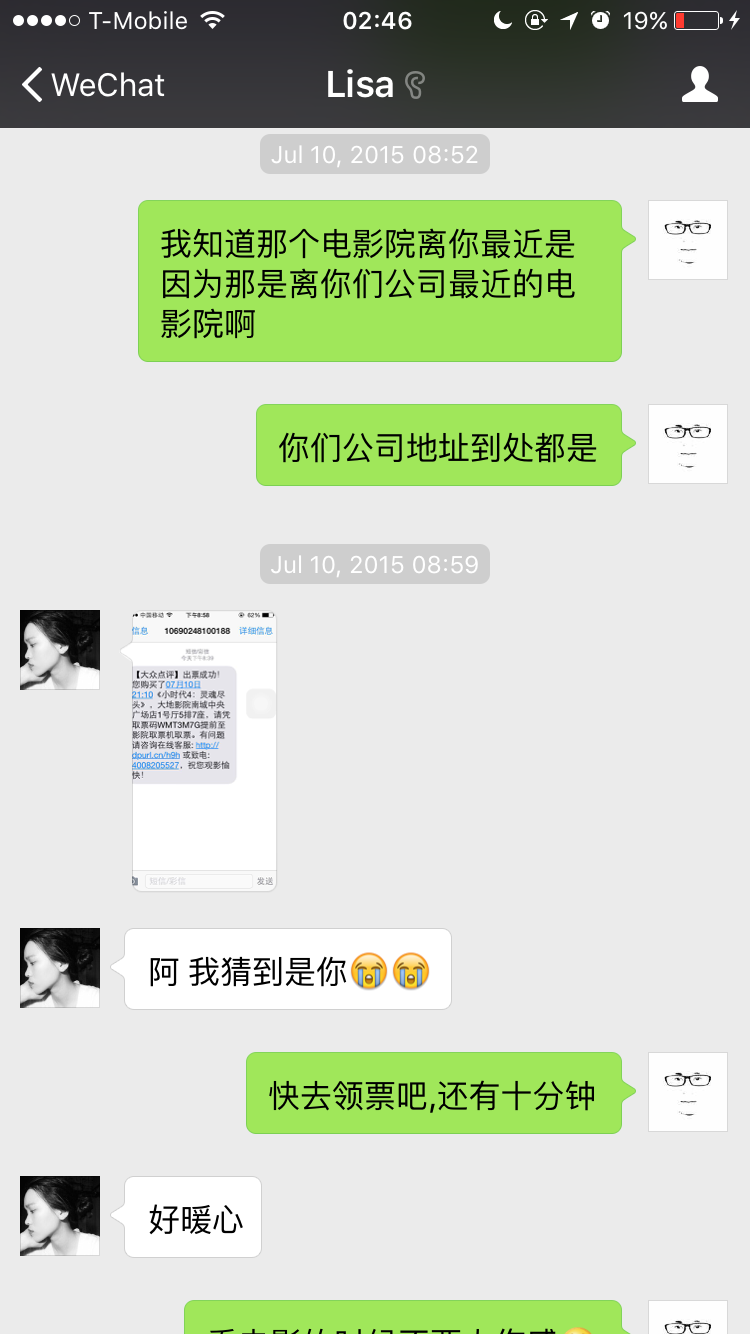 T-Mobile 02:46 19%
WeChat Lisa
Jul 10, 2015 08:52
我知道那个电影院离你最近是
因为那是离你们公司最近的电
影院啊
你们公司地址到处都是
Jul 10, 2015 08:59
中国移动 下午8:58 62%
信息 10690248100188 详细信息
短信/彩信
今天 下午8:39
【大众点评】出票成功!
您购买了07月10日
21:10《小时代4：灵魂尽
头》，大地影院南城中央
广场店1号厅5排7座，请凭
取票码WMT3M7G提前至
影院取票机取票。有问题
请咨询在线客服: http://
dpurl.cn/h9h 或致电:
4008205527，祝您观影愉
快!
短信/彩信 发送
阿 我猜到是你😭😭
快去领票吧,还有十分钟
好暖心